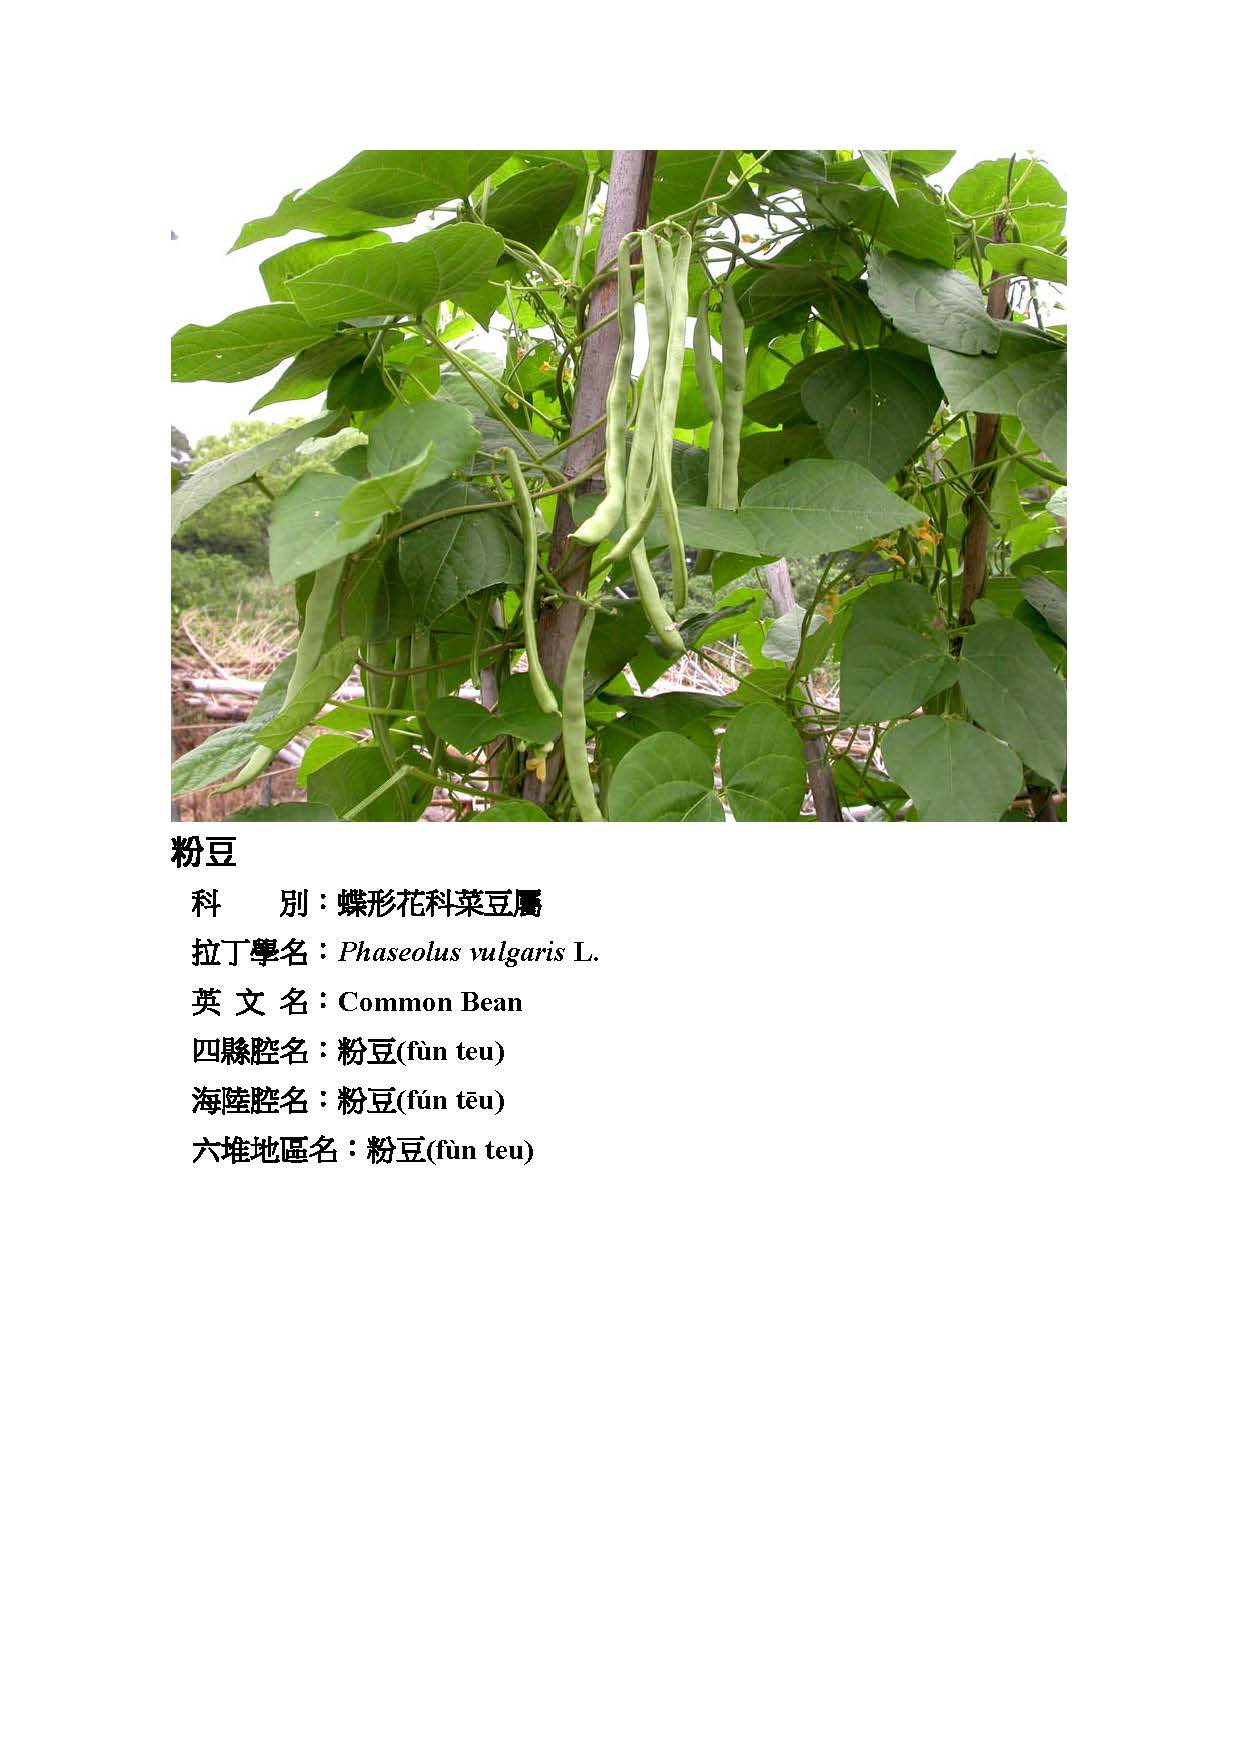 粉豆
科　　別：蝶形花科菜豆屬
拉丁學名：Phaseolus vulgaris L.
英 文 名：Common Bean
四縣腔名：粉豆(fùn teu)
海陸腔名：粉豆(fún tēu)
六堆地區名：粉豆(fùn teu)